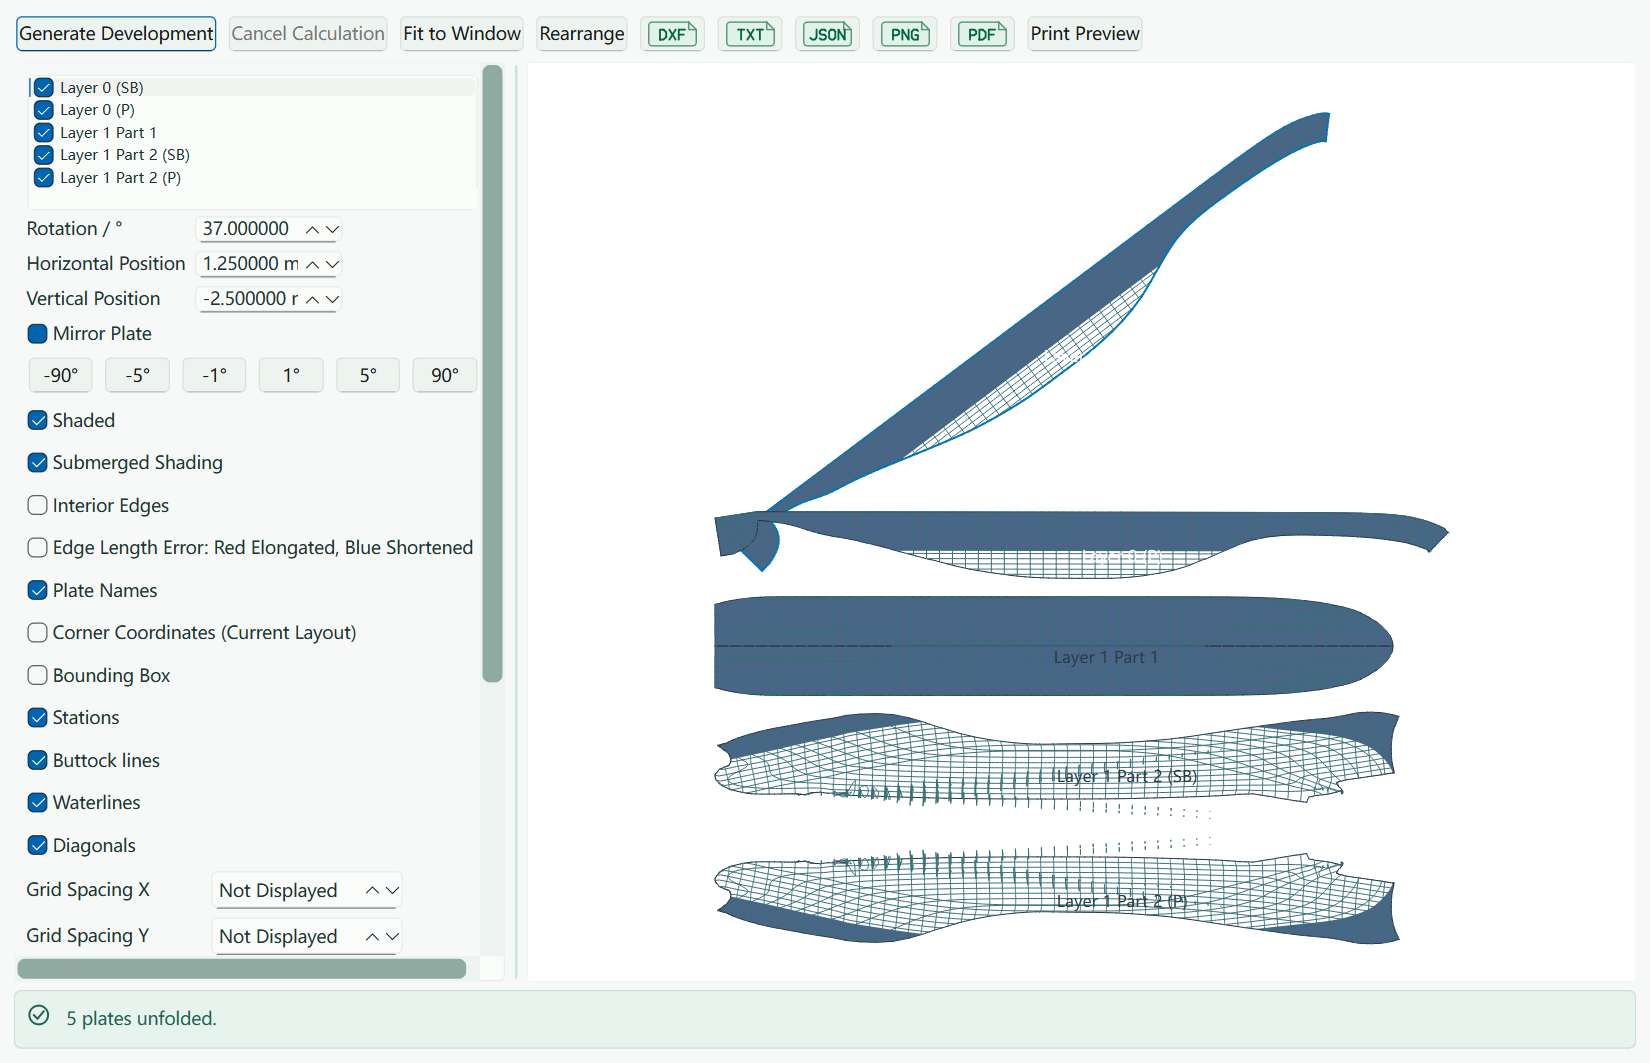 Generate Development
Cancel Calculation
Fit to Window
Rearrange
DXF
TXT
JSON
PNG
PDF
Print Preview
Layer 0 (SB)
Layer 0 (P)
Layer 1 Part 1
Layer 1 Part 2 (SB)
Layer 1 Part 2 (P)
Rotation / °
37.000000
Horizontal Position
1.250000 m
Vertical Position
-2.500000
Mirror Plate
-90°
-5°
-1°
1°
5°
90°
Shaded
Submerged Shading
Interior Edges
Edge Length Error: Red Elongated, Blue Shortened
Plate Names
Corner Coordinates (Current Layout)
Bounding Box
Stations
Buttock lines
Waterlines
Diagonals
Grid Spacing X
Not Displayed
Grid Spacing Y
Not Displayed
Layer 0 (P)
Layer 1 Part 1
Layer 1 Part 2 (SB)
Layer 1 Part 2 (P)
5 plates unfolded.